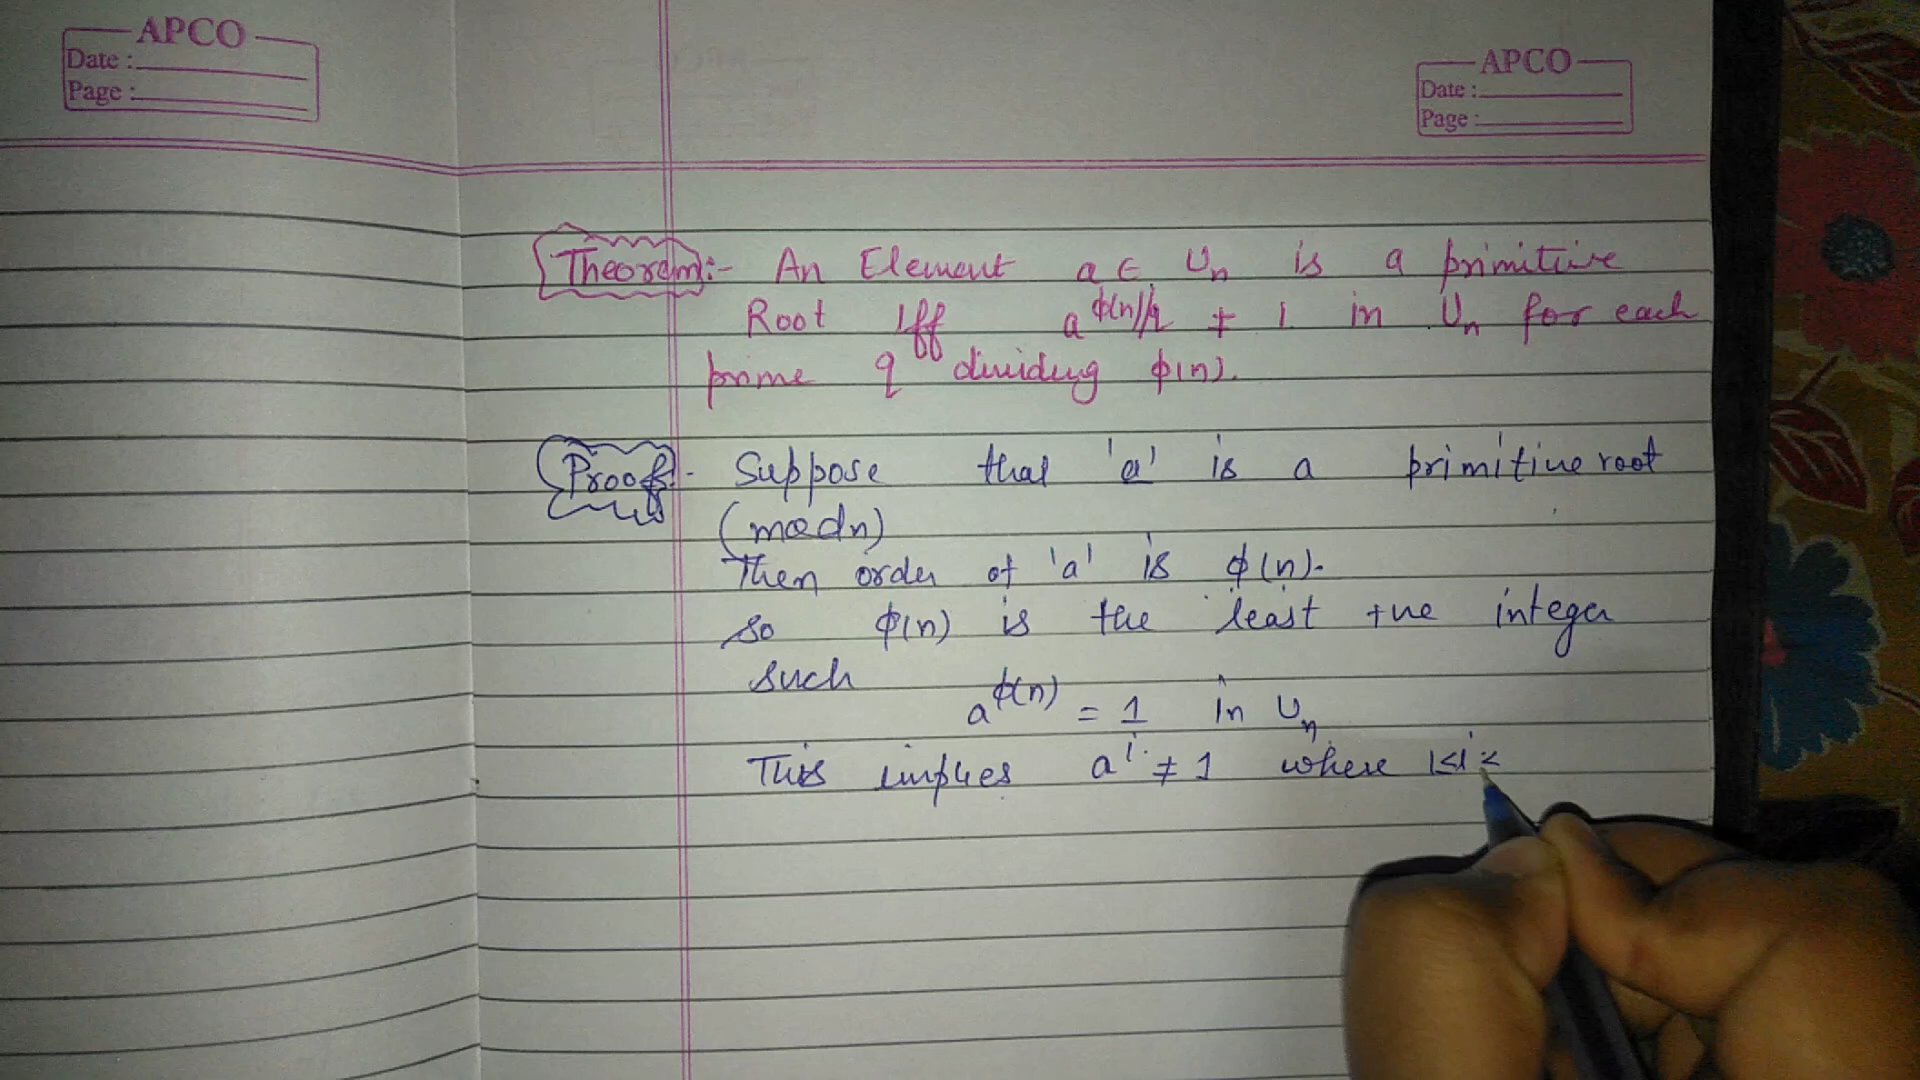 APCO
Date :
Page :
APCO
Date :
Page :
Theorem:- An Element a ∈ Un is a primitive
Root iff a^ϕ(n)/q ≠ 1 in Un for each
prime q dividing ϕ(n).
Proof:- Suppose that 'a' is a primitive root
(mod n)
Then order of 'a' is ϕ(n).
so ϕ(n) is the least +ve integer
such
a^ϕ(n) = 1 in Un
This implies a^i ≠ 1 where 1<i<